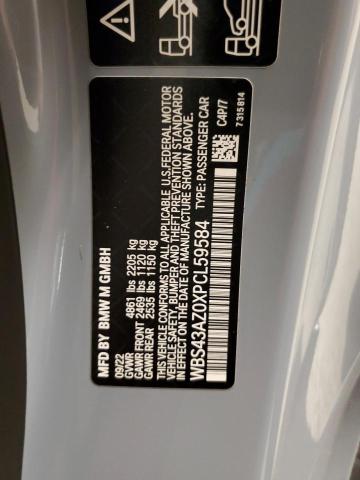 MFD BY BMW M GMBH
09/22
GVWR 4861 lbs 2205 kg
GAWR FRONT 2469 lbs 1120 kg
GAWR REAR 2535 lbs 1150 kg
THIS VEHICLE CONFORMS TO ALL APPLICABLE U.S. FEDERAL MOTOR
VEHICLE SAFETY, BUMPER AND THEFT PREVENTION STANDARDS
IN EFFECT ON THE DATE OF MANUFACTURE SHOWN ABOVE.
WBS43AZ0XPCL59584 TYPE: PASSENGER CAR C4P/7
7 315 814